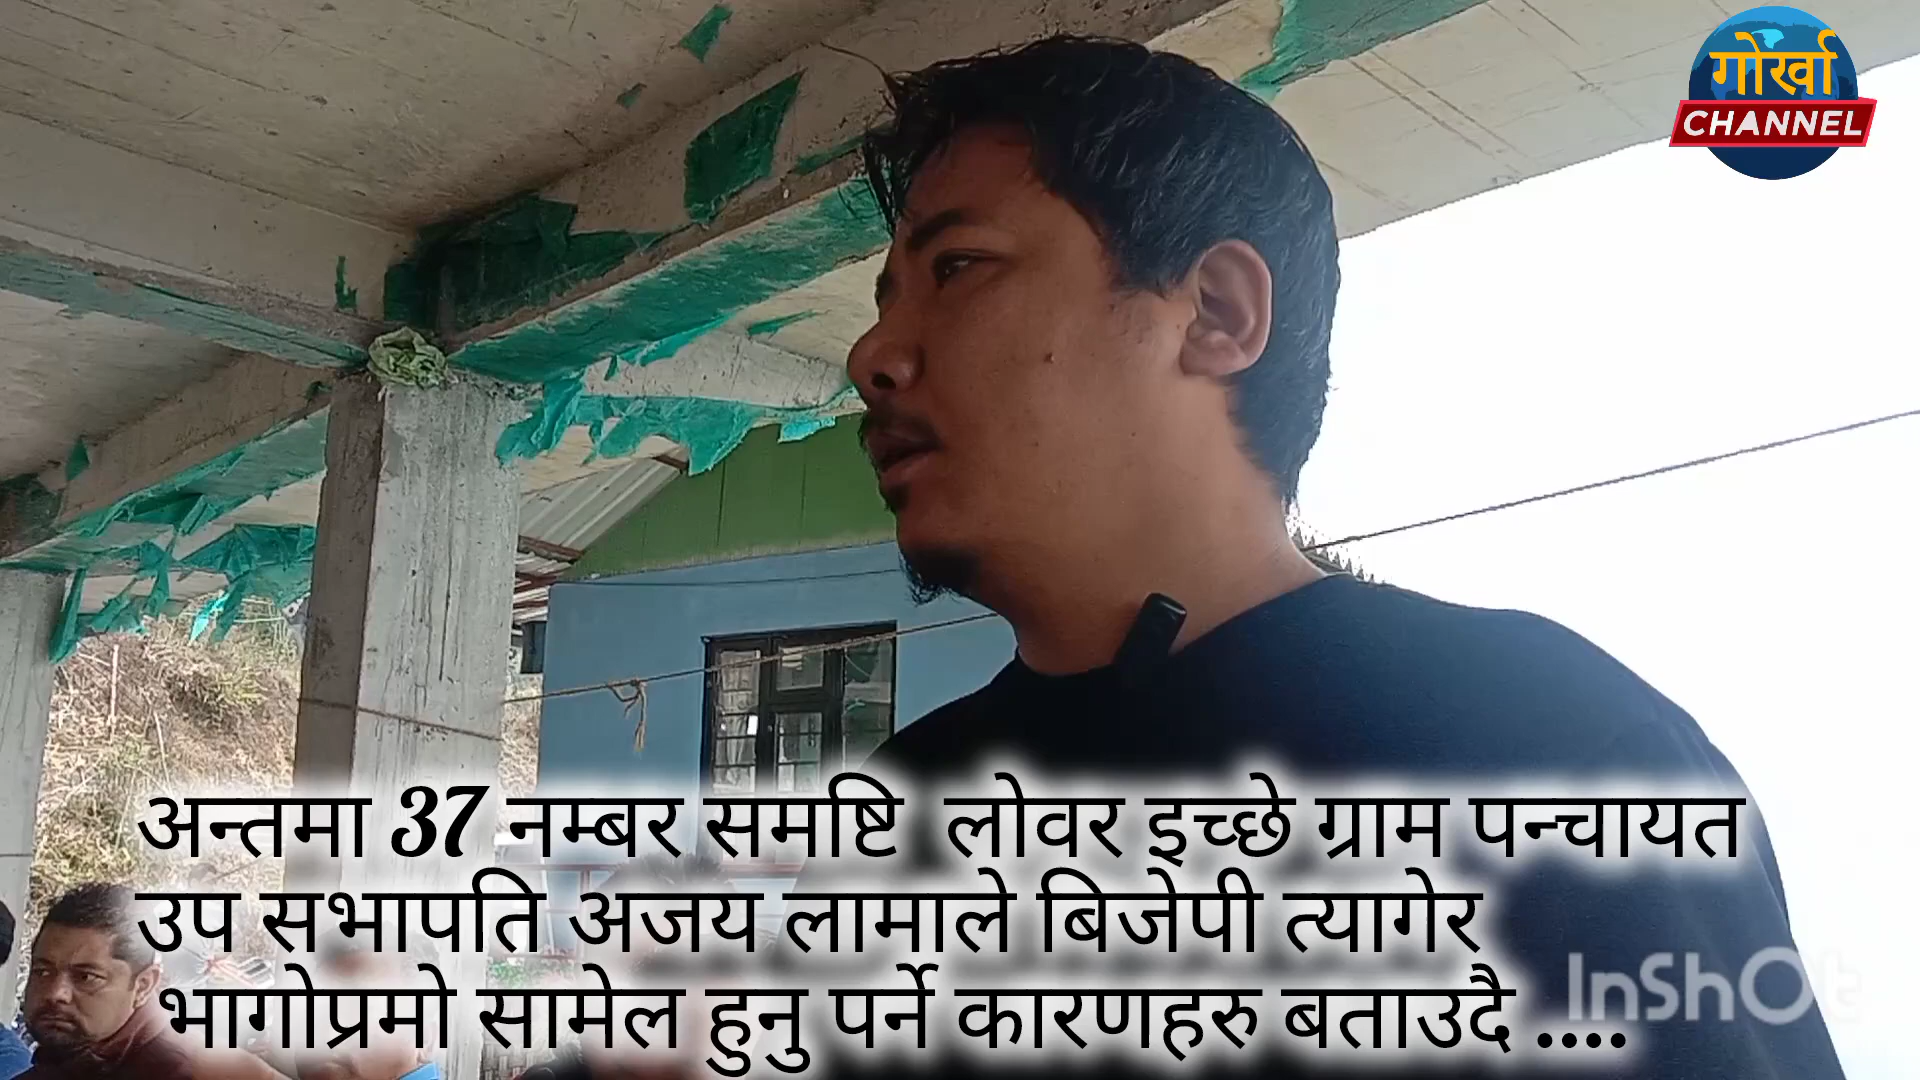 गोर्खा
CHANNEL
अन्तमा 37 नम्बर समष्टि लोवर इच्छे ग्राम पन्चायत
उप सभापति अजय लामाले बिजेपी त्यागेर
भागोप्रमो सामेल हुनु पर्ने कारणहरु बताउदै ....
InShOt